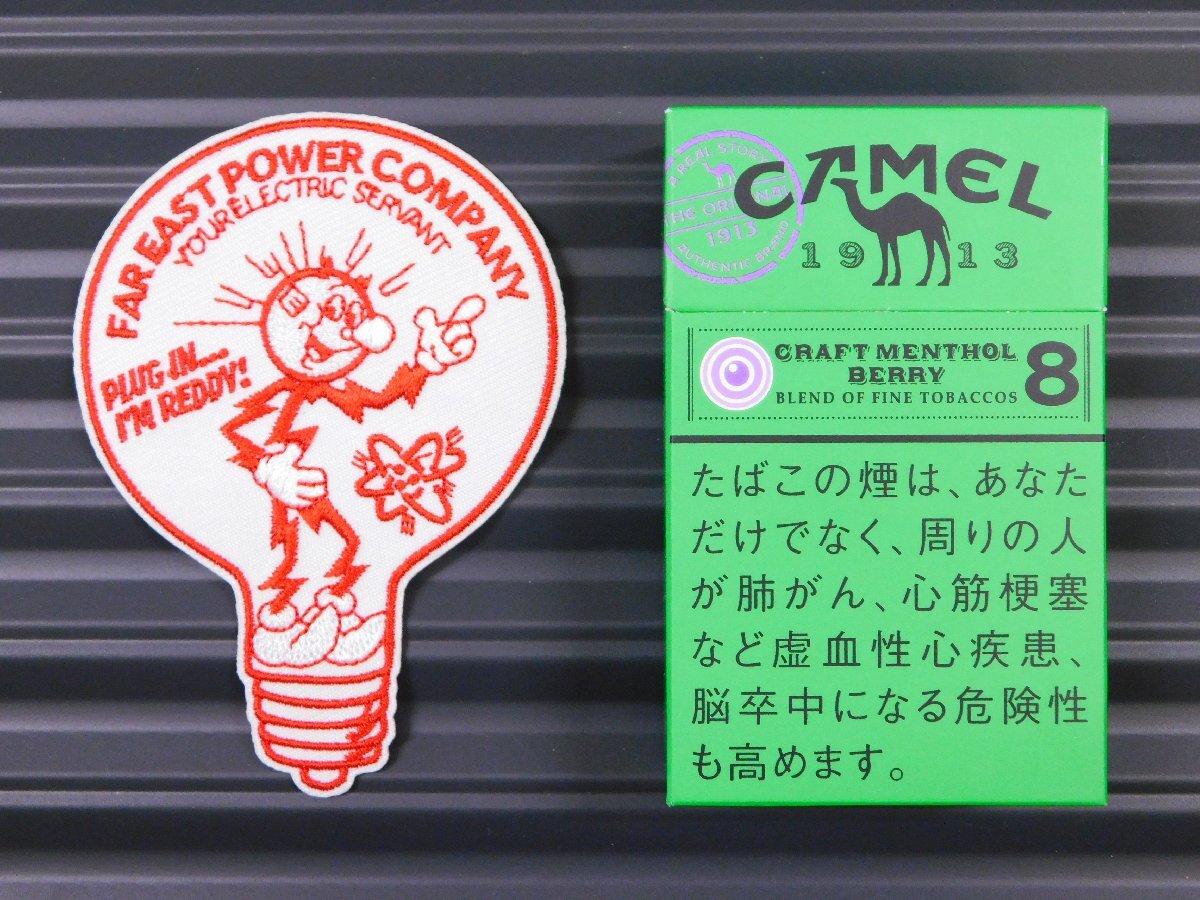 FAR EAST POWER COMPANY
YOUR ELECTRIC SERVANT
PLUG IN....
I'M REDDY!
A REAL STORY
THE ORIGINAL
1913
AUTHENTIC BRAND
CAMEL
1913
CRAFT MENTHOL
BERRY
BLEND OF FINE TOBACCOS
8
たばこの煙は、あなた
だけでなく、周りの人
が肺がん、心筋梗塞
など虚血性心疾患、
脳卒中になる危険性
も高めます。